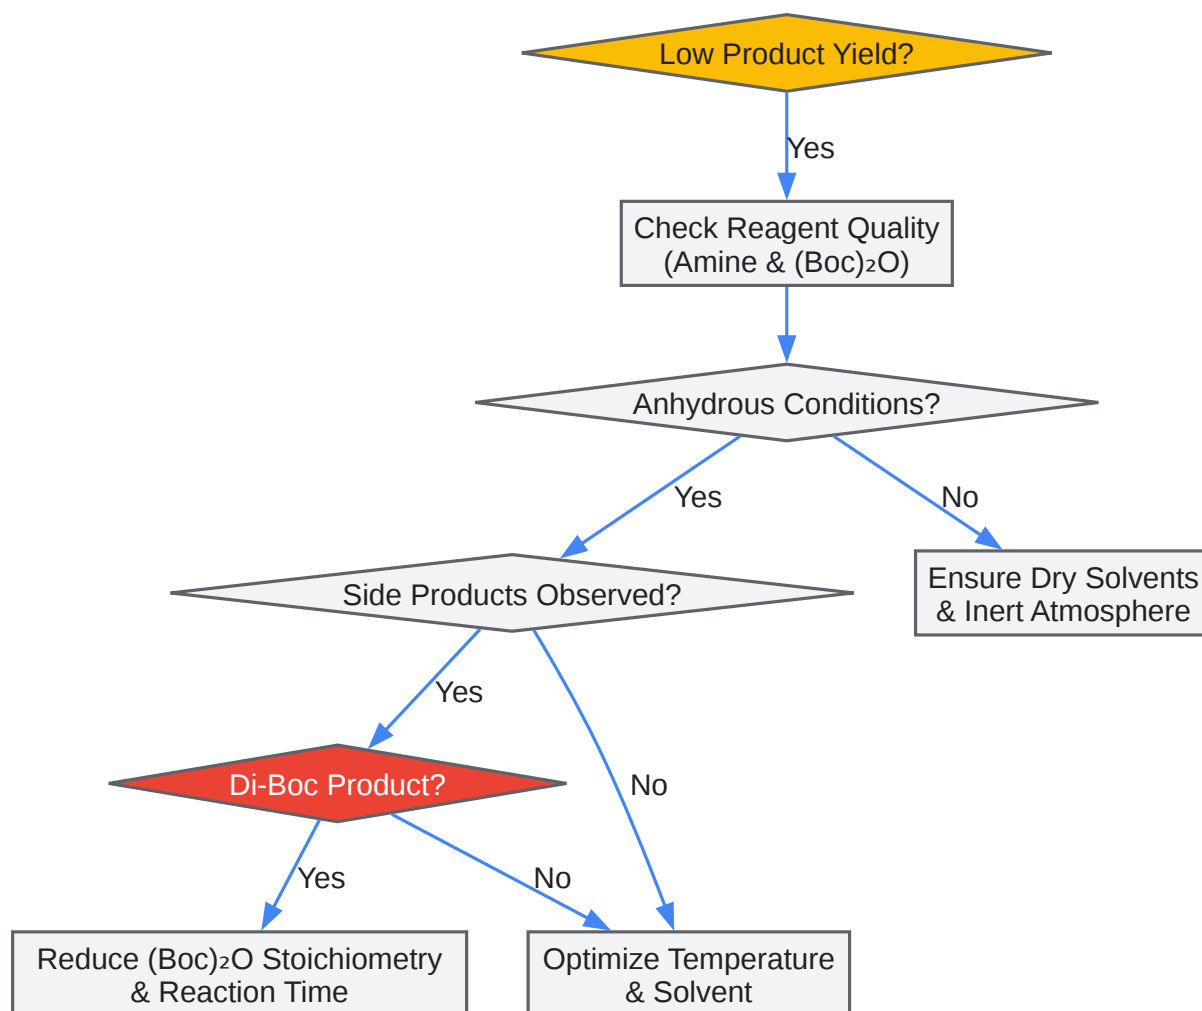 Low Product Yield?
Yes
Check Reagent Quality
(Amine & (Boc)₂O)
Anhydrous Conditions?
Yes
No
Side Products Observed?
Ensure Dry Solvents
& Inert Atmosphere
Yes
Di-Boc Product?
No
Yes
No
Reduce (Boc)₂O Stoichiometry
& Reaction Time
Optimize Temperature
& Solvent